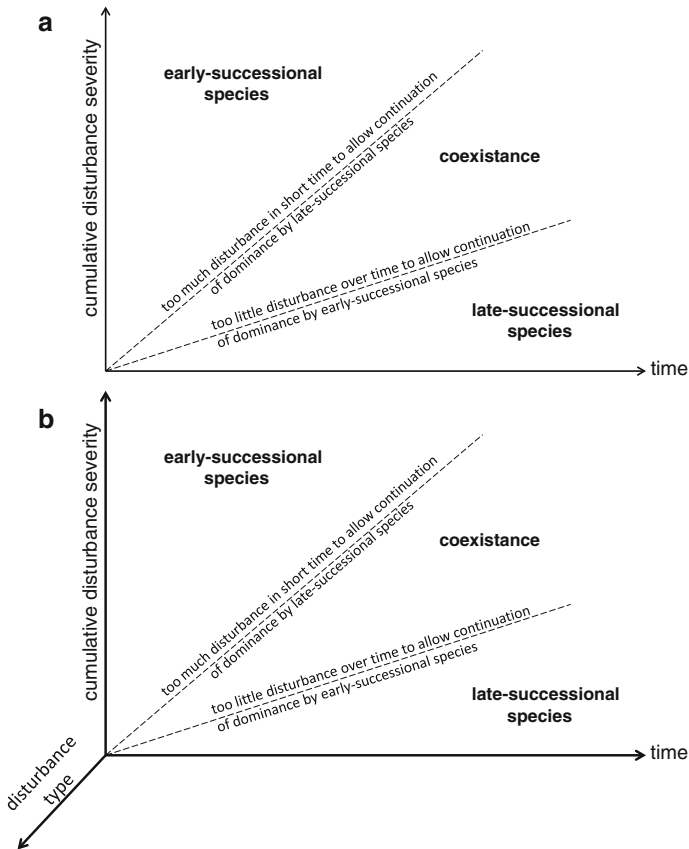 a
cumulative disturbance severity
early-successional
species
too much disturbance in short time to allow continuation
of dominance by late-successional species
coexistance
too little disturbance over time to allow continuation
of dominance by early-successional species
late-successional
species
time
b
cumulative disturbance severity
early-successional
species
too much disturbance in short time to allow continuation
of dominance by late-successional species
coexistance
too little disturbance over time to allow continuation
of dominance by early-successional species
late-successional
species
time
disturbance
type